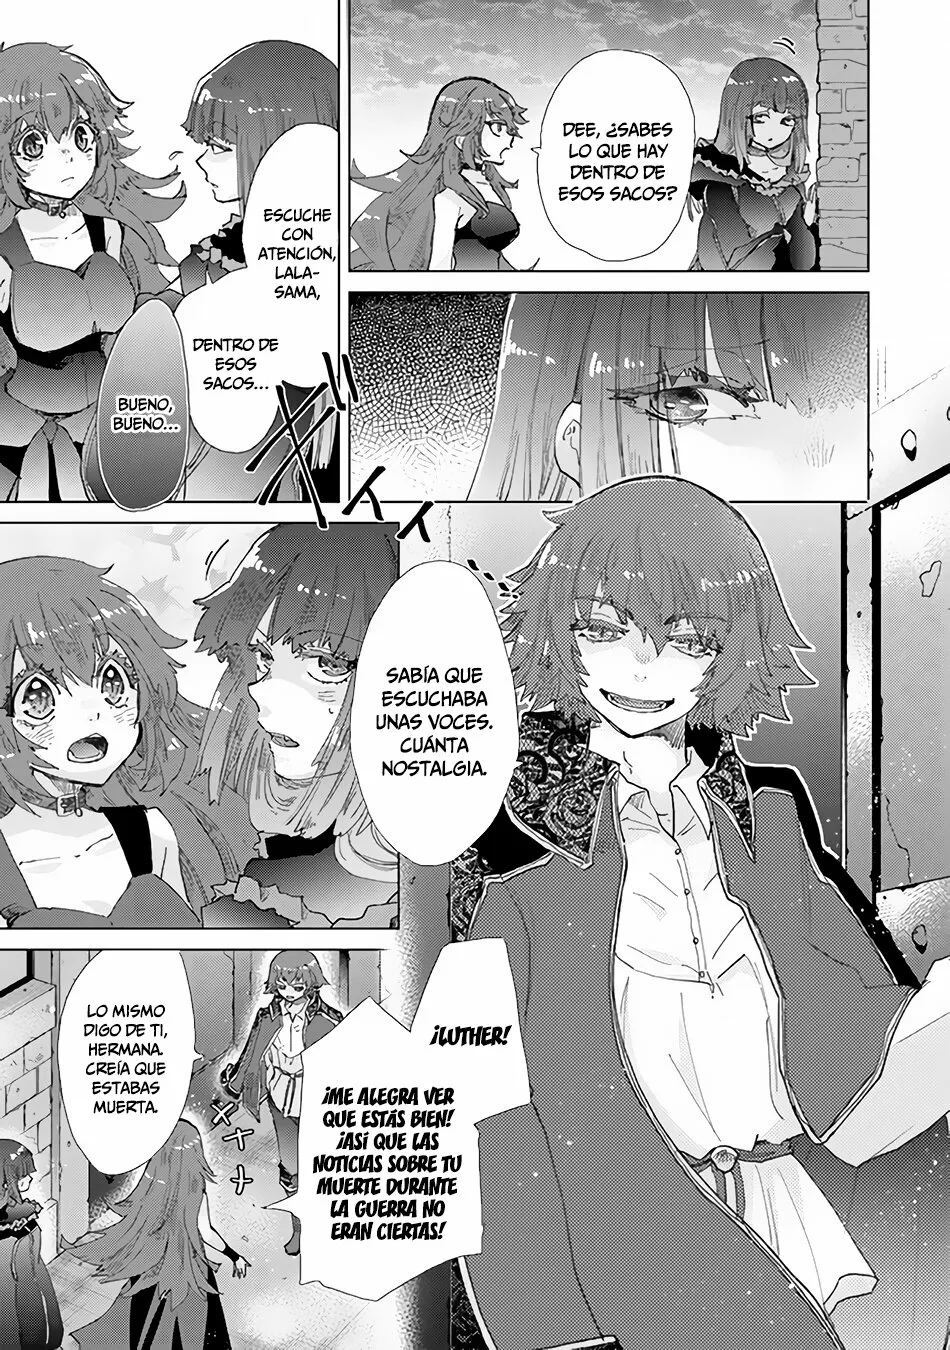 DEE, ¿SABES
LO QUE HAY
DENTRO DE
ESOS SACOS?
ESCUCHE
CON
ATENCIÓN,
LALA-
SAMA,
DENTRO DE
ESOS
SACOS...
BUENO,
BUENO...
SABÍA QUE
ESCUCHABA
UNAS VOCES.
CUÁNTA
NOSTALGIA.
¡LUTHER!
¡ME ALEGRA VER
QUE ESTÁS BIEN!
¡ASÍ QUE LAS
NOTICIAS SOBRE TU
MUERTE DURANTE
LA GUERRA NO
ERAN CIERTAS!
LO MISMO
DIGO DE TI,
HERMANA.
CREÍA QUE
ESTABAS
MUERTA.